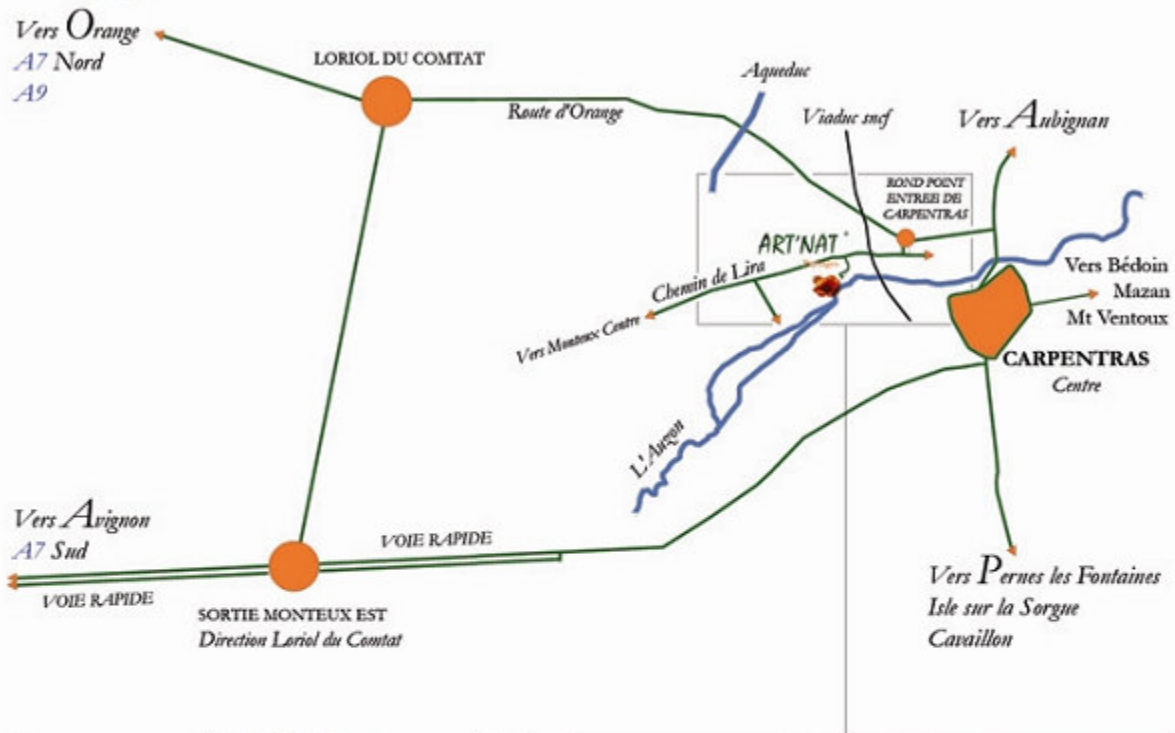 Vers Orange
A7 Nord
A9
LORIOL DU COMTAT
Route d'Orange
Aqueduc
Viaduc sncf
Vers Aubignan
ROND POINT
ENTREE DE
CARPENTRAS
ART'NAT
Chemin de Lira
Vers Monteux Centre
Vers Bédoin
Mazan
Mt Ventoux
CARPENTRAS
Centre
L'Auzon
Vers Avignon
A7 Sud
VOIE RAPIDE
VOIE RAPIDE
SORTIE MONTEUX EST
Direction Loriol du Comtat
Vers Pernes les Fontaines
Isle sur la Sorgue
Cavaillon